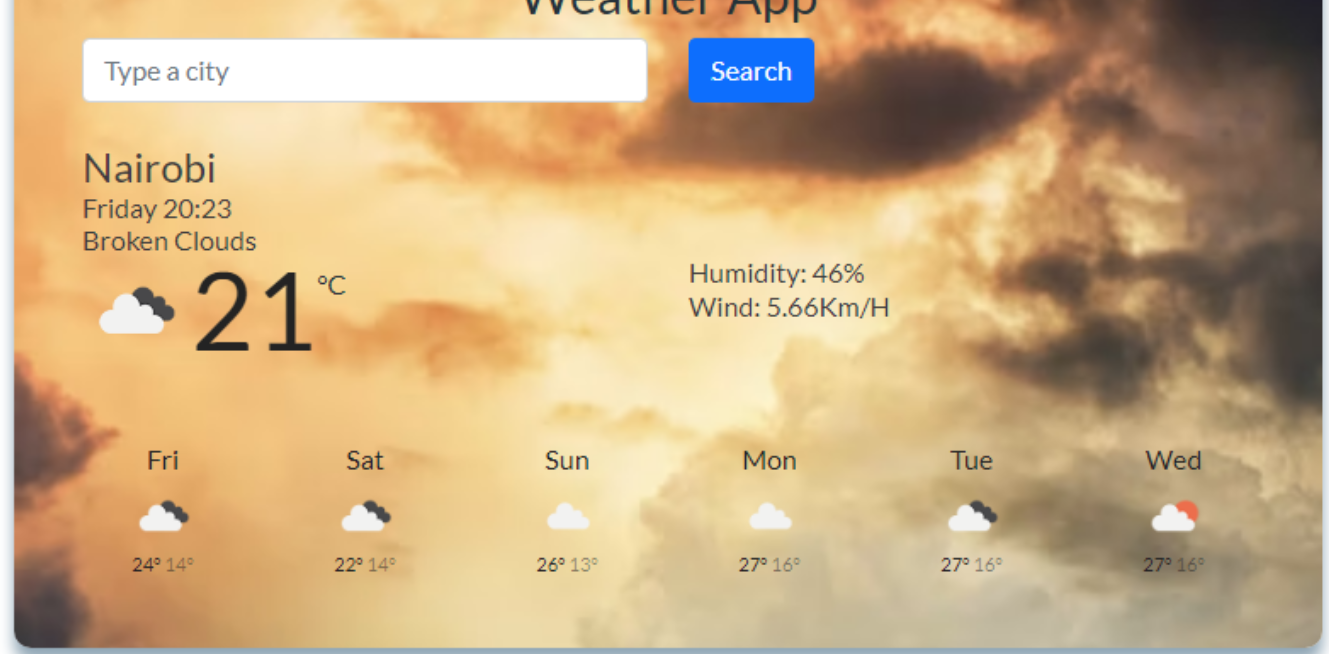 Weather App
Type a city
Search
Nairobi
Friday 20:23
Broken Clouds
21 °C
Humidity: 46%
Wind: 5.66Km/H
Fri Sat Sun Mon Tue Wed
24° 14° 22° 14° 26° 13° 27° 16° 27° 16° 27° 16°